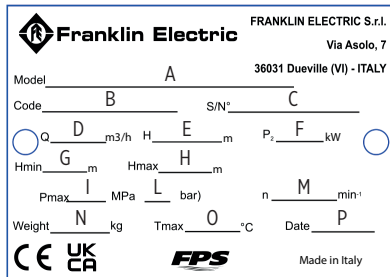 Franklin Electric
FRANKLIN ELECTRIC S.r.l.
Via Asolo, 7
36031 Dueville (VI) - ITALY
Model A
Code B S/N° C
Q D m3/h H E m P2 F kW
Hmin G m Hmax H m
Pmax I MPa L bar) n M min-1
Weight N kg Tmax O °C Date P
CE UK CA FPS Made in Italy